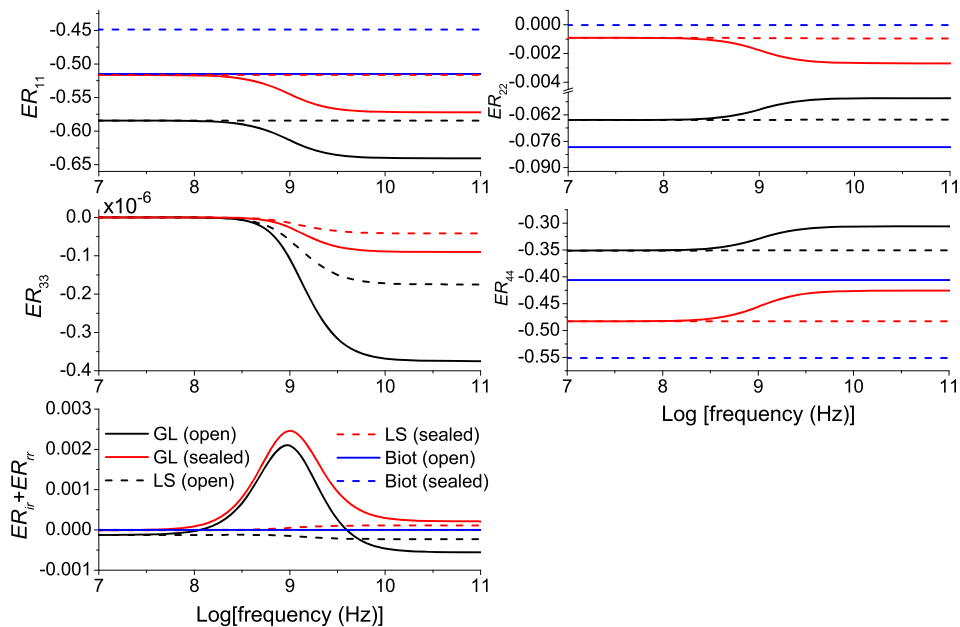 -0.45
-0.50
-0.55
-0.60
-0.65
ER11
7 8 9 10 11
0.000
-0.002
-0.004
-0.062
-0.076
-0.090
ER22
7 8 9 10 11
x10-6
0.0
-0.1
-0.2
-0.3
-0.4
ER33
7 8 9 10 11
-0.30
-0.35
-0.40
-0.45
-0.50
-0.55
ER44
7 8 9 10 11
Log [frequency (Hz)]
0.003
0.002
0.001
0.000
-0.001
ERir+ERrr
GL (open)
GL (sealed)
LS (open)
LS (sealed)
Biot (open)
Biot (sealed)
7 8 9 10 11
Log[frequency (Hz)]